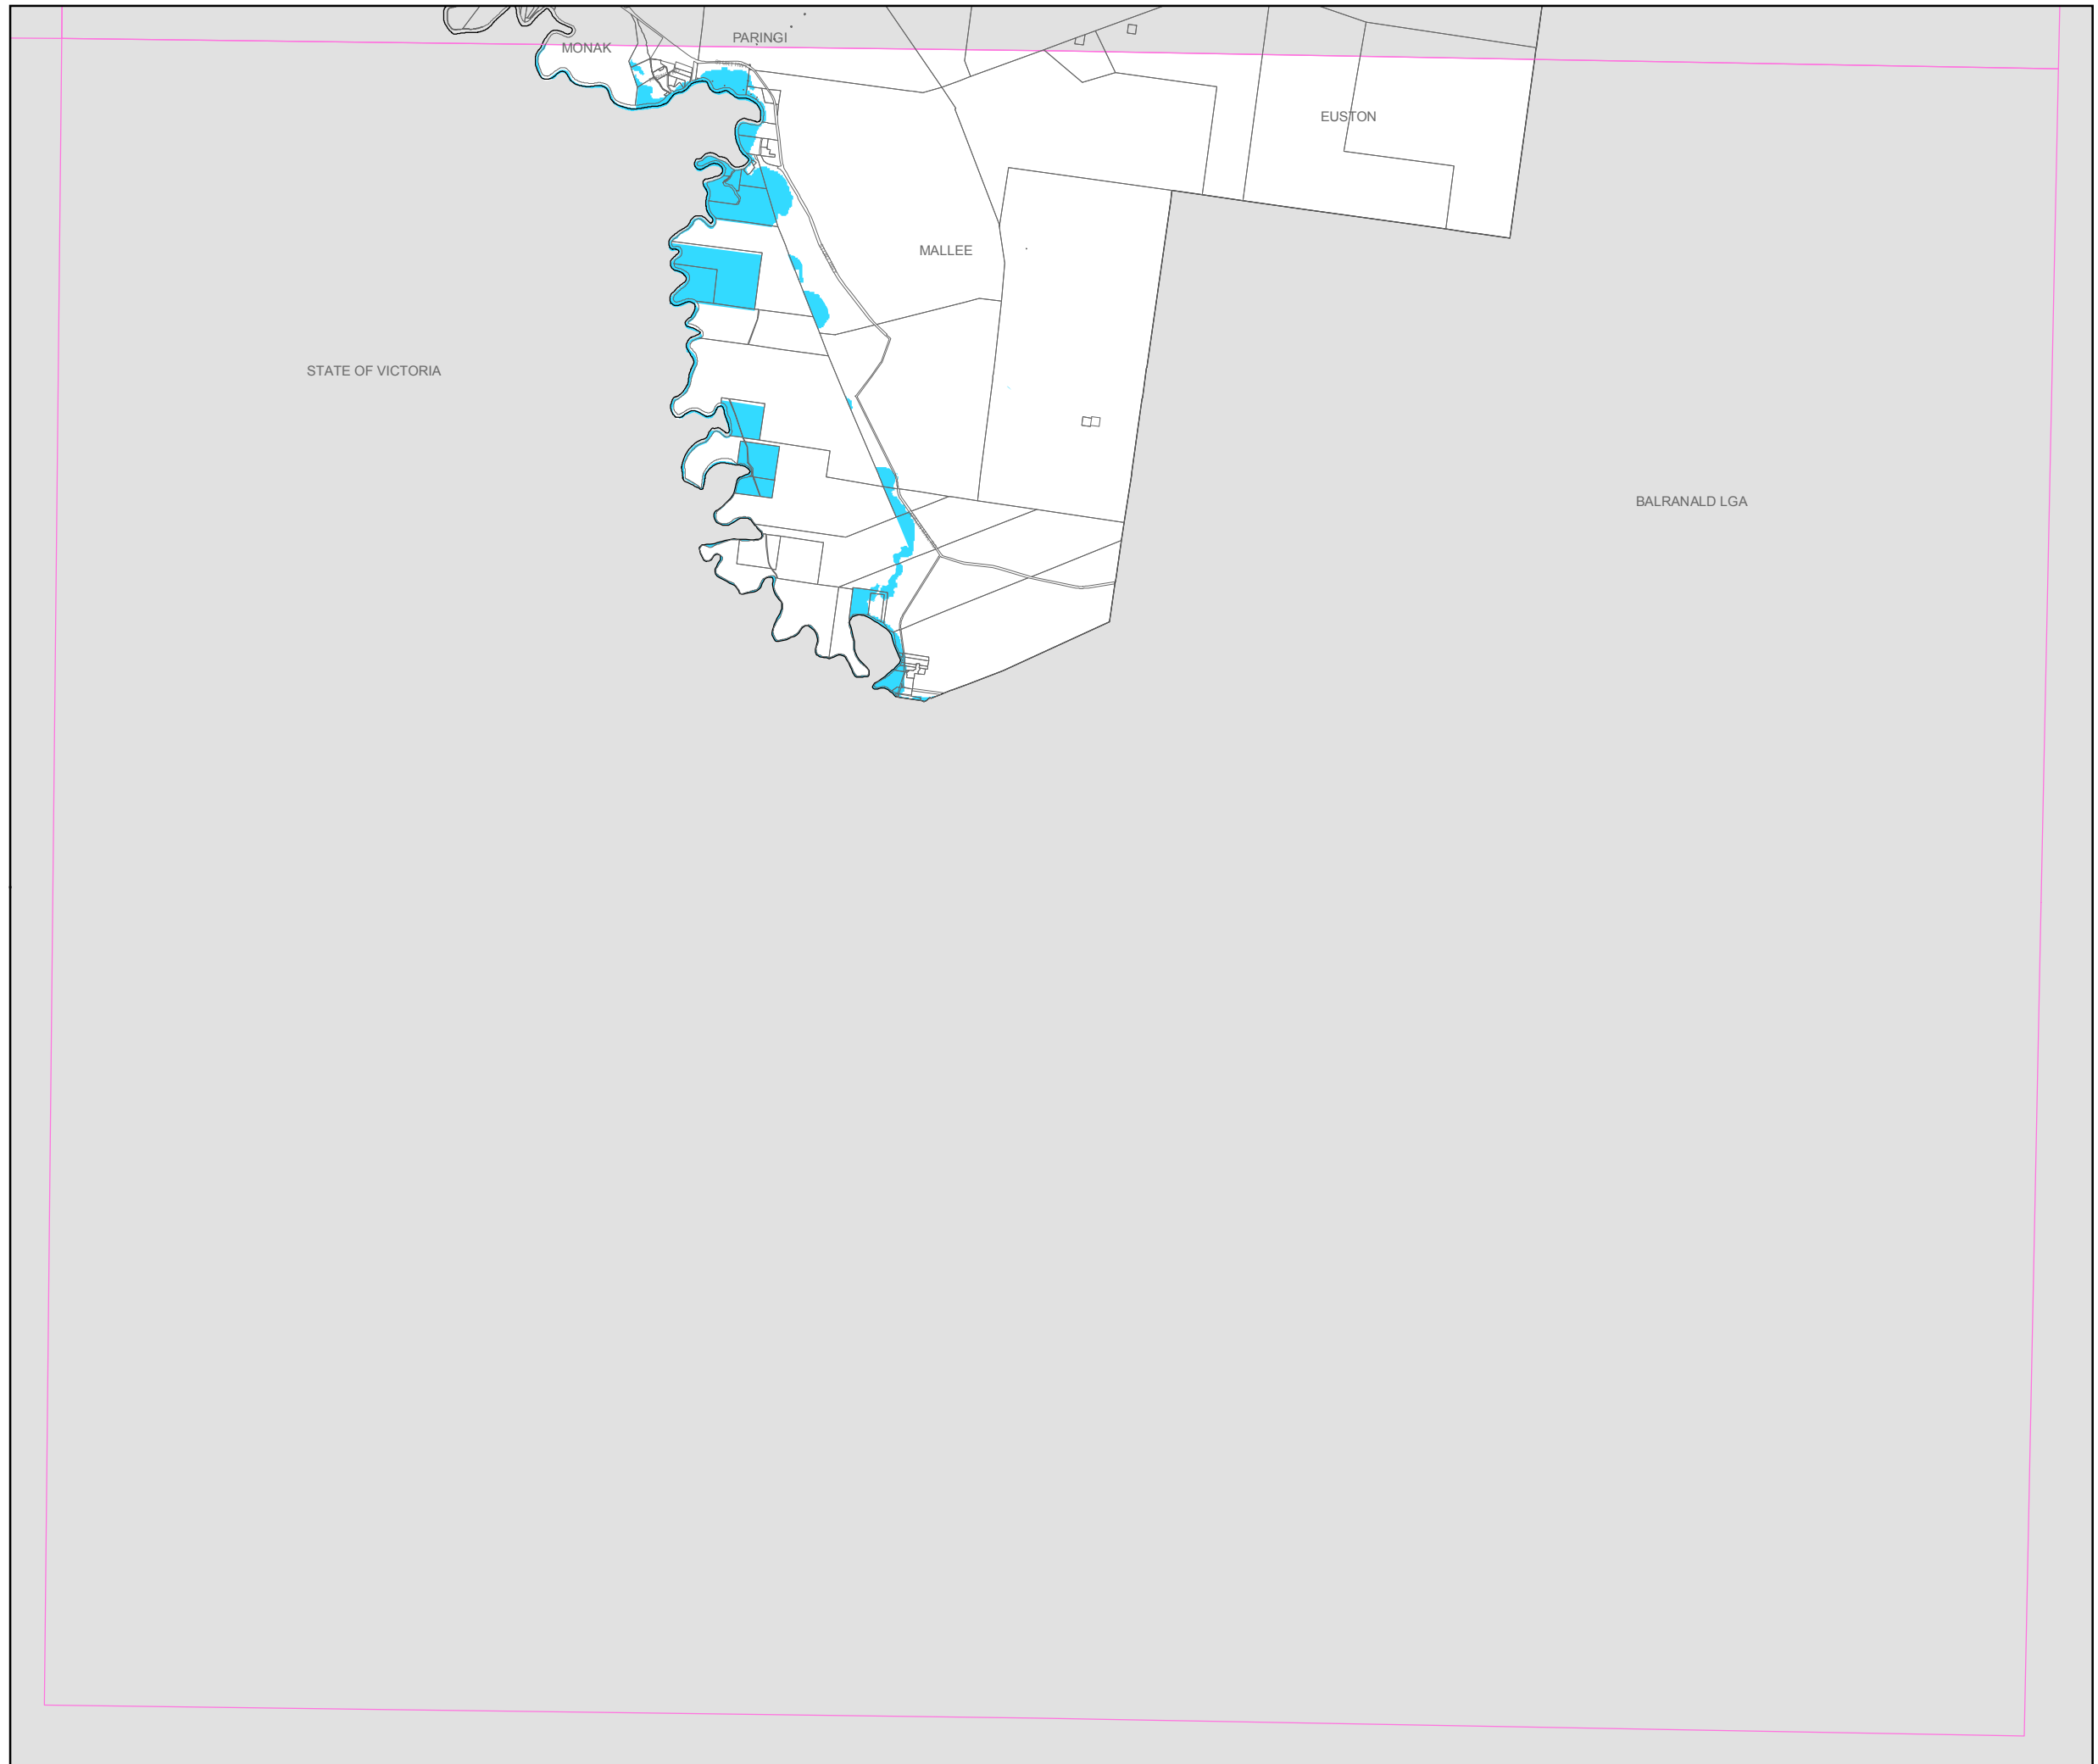 PARINGI
MONAK
EUSTON
MALLEE
STATE OF VICTORIA
BALRANALD LGA